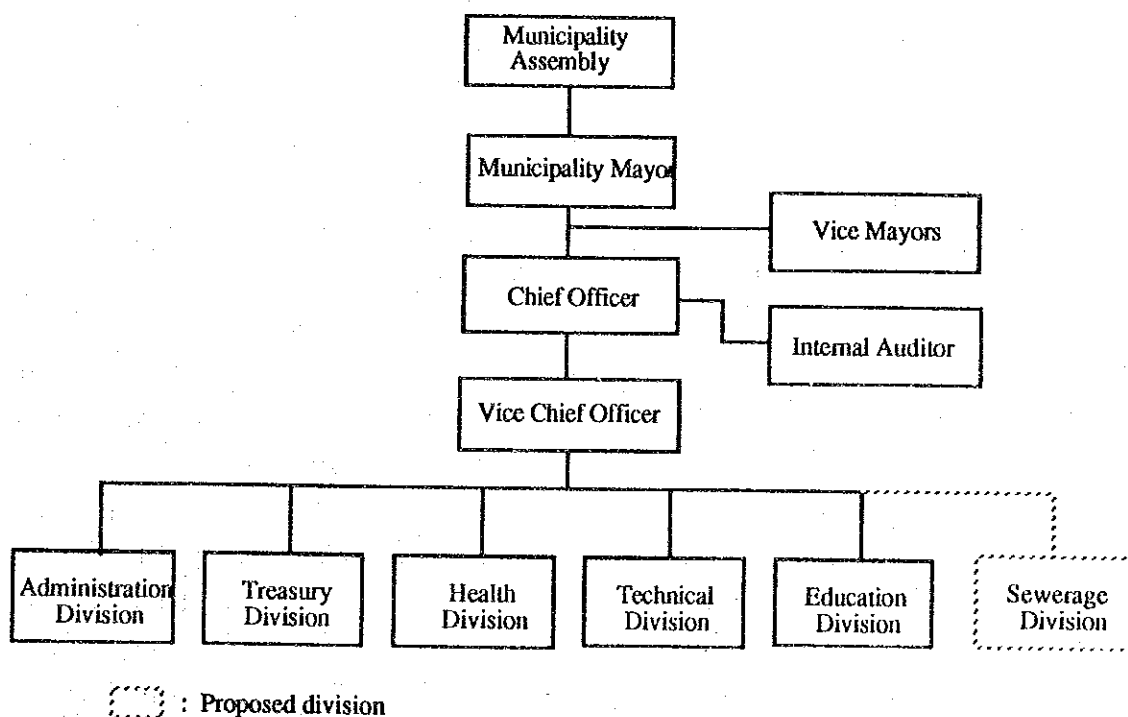 Municipality
Assembly
Municipality Mayor
Vice Mayors
Chief Officer
Internal Auditor
Vice Chief Officer
Administration
Division
Treasury
Division
Health
Division
Technical
Division
Education
Division
Sewerage
Division
: Proposed division